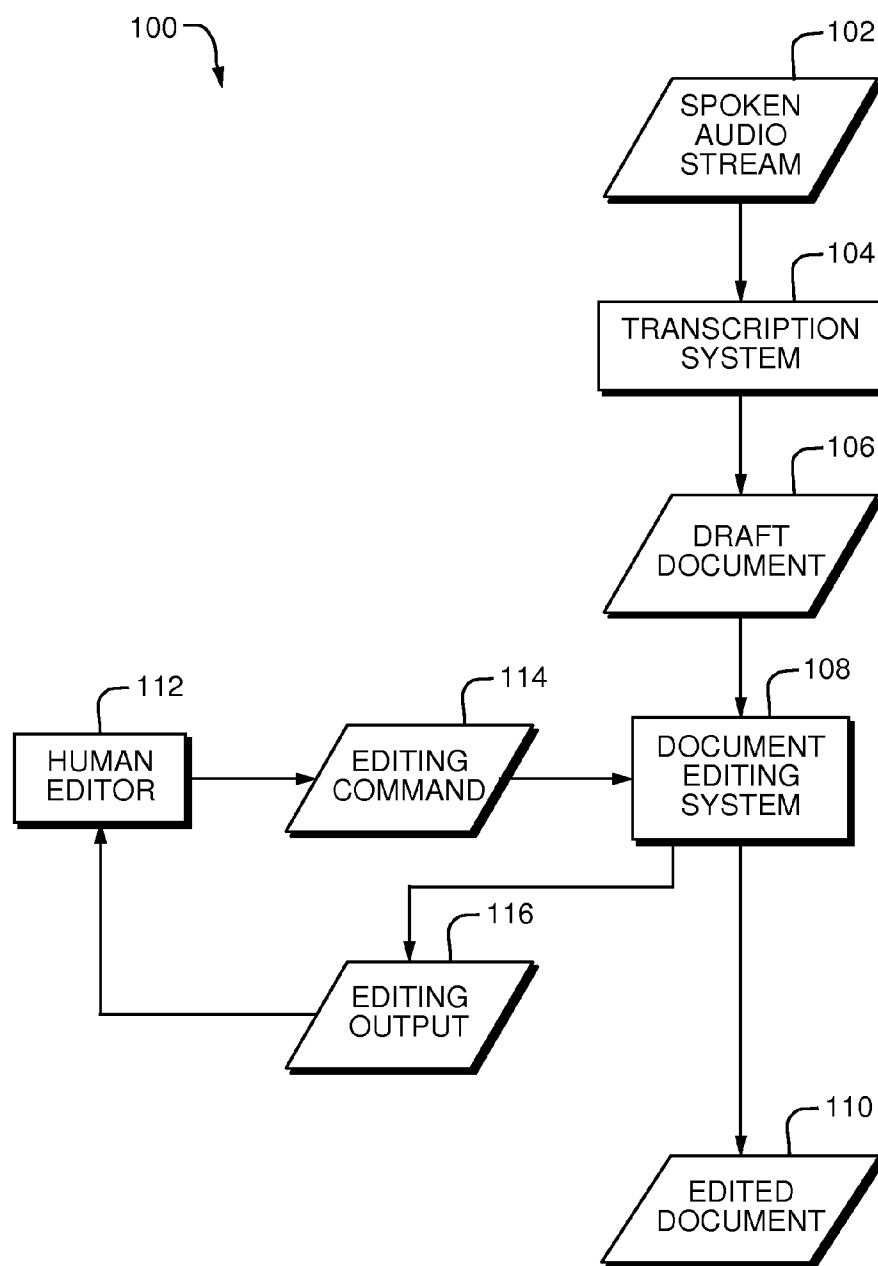 100
102
SPOKEN
AUDIO
STREAM
104
TRANSCRIPTION
SYSTEM
106
DRAFT
DOCUMENT
108
DOCUMENT
EDITING
SYSTEM
112
HUMAN
EDITOR
114
EDITING
COMMAND
116
EDITING
OUTPUT
110
EDITED
DOCUMENT